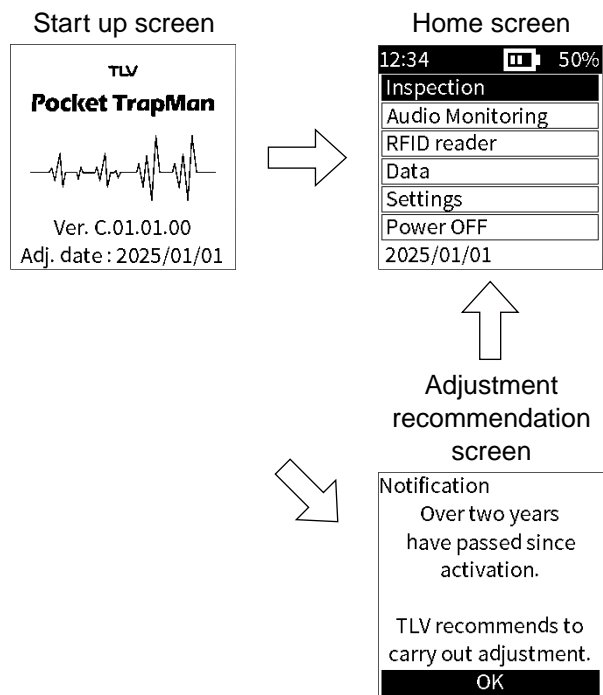 Start up screen
TLV
Pocket TrapMan
Ver. C.01.01.00
Adj. date : 2025/01/01
Home screen
12:34 50%
Inspection
Audio Monitoring
RFID reader
Data
Settings
Power OFF
2025/01/01
Adjustment
recommendation
screen
Notification
Over two years
have passed since
activation.
TLV recommends to
carry out adjustment.
OK